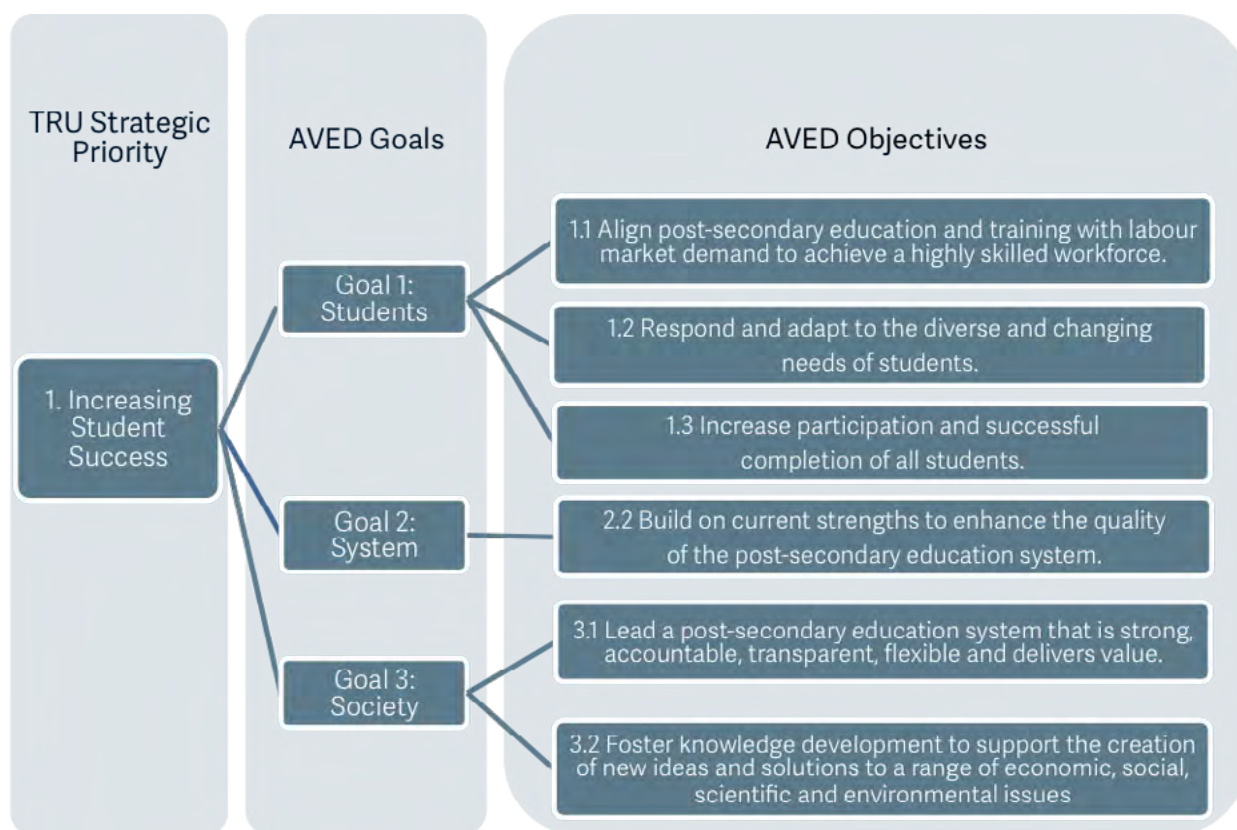 TRU Strategic
Priority
AVED Goals
AVED Objectives
1. Increasing
Student
Success
Goal 1:
Students
1.1 Align post-secondary education and training with labour
market demand to achieve a highly skilled workforce.
1.2 Respond and adapt to the diverse and changing
needs of students.
1.3 Increase participation and successful
completion of all students.
Goal 2:
System
2.2 Build on current strengths to enhance the quality
of the post-secondary education system.
Goal 3:
Society
3.1 Lead a post-secondary education system that is strong,
accountable, transparent, flexible and delivers value.
3.2 Foster knowledge development to support the creation
of new ideas and solutions to a range of economic, social,
scientific and environmental issues